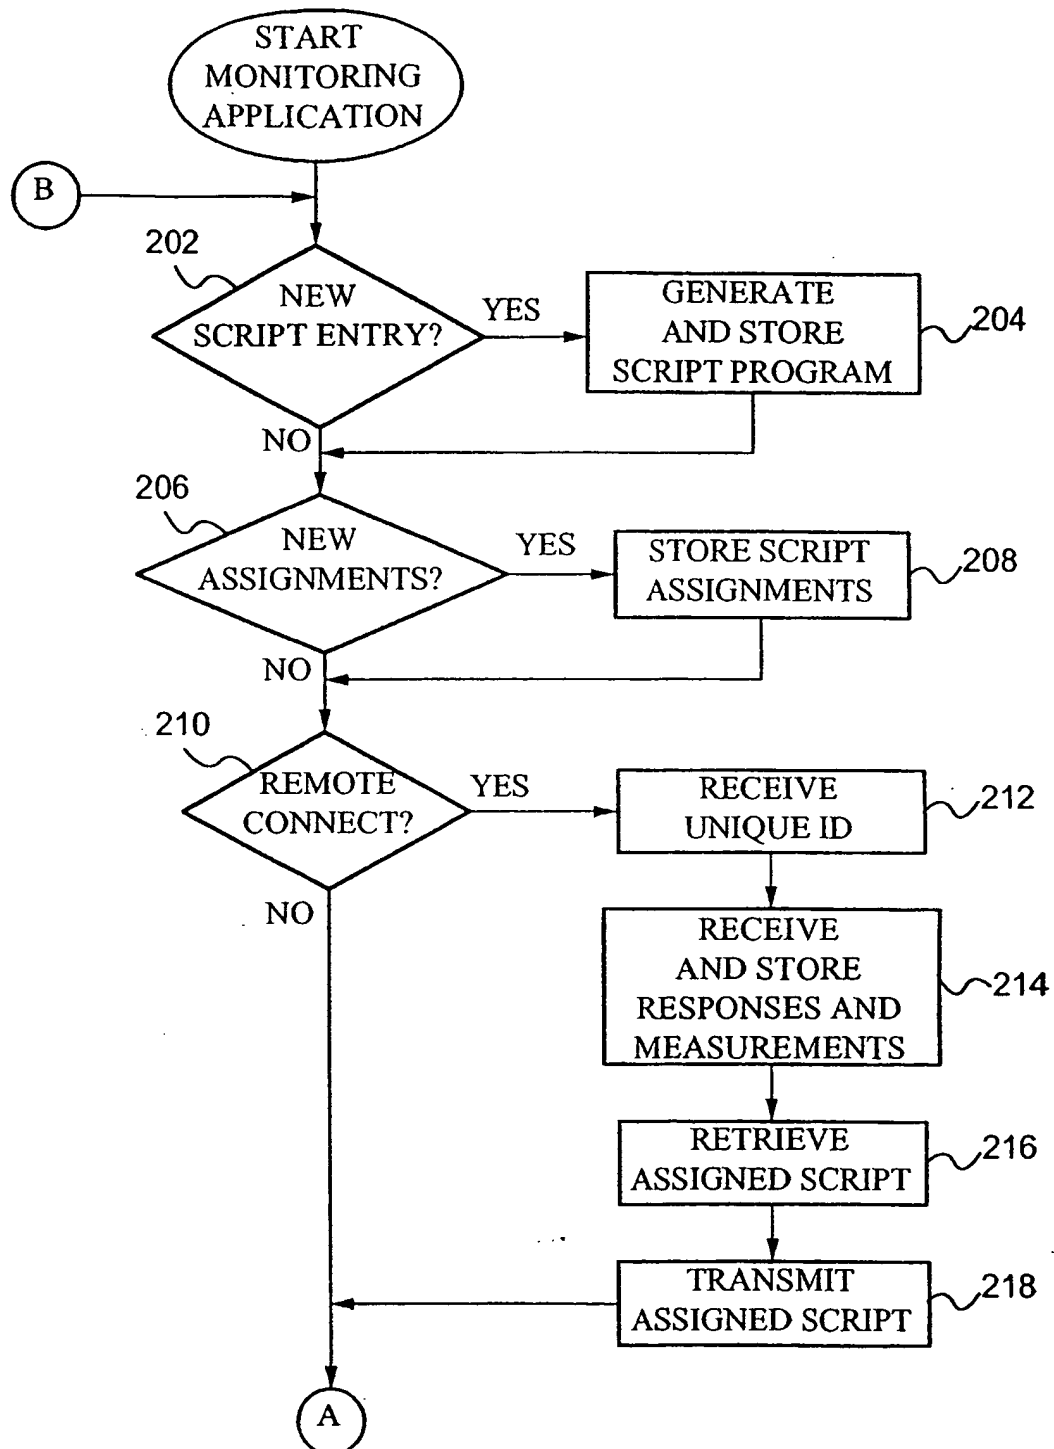 START
MONITORING
APPLICATION
B
202
NEW
SCRIPT ENTRY?
YES
GENERATE
AND STORE
SCRIPT PROGRAM
204
NO
206
NEW
ASSIGNMENTS?
YES
STORE SCRIPT
ASSIGNMENTS
208
NO
210
REMOTE
CONNECT?
YES
RECEIVE
UNIQUE ID
212
NO
RECEIVE
AND STORE
RESPONSES AND
MEASUREMENTS
214
RETRIEVE
ASSIGNED SCRIPT
216
TRANSMIT
ASSIGNED SCRIPT
218
A